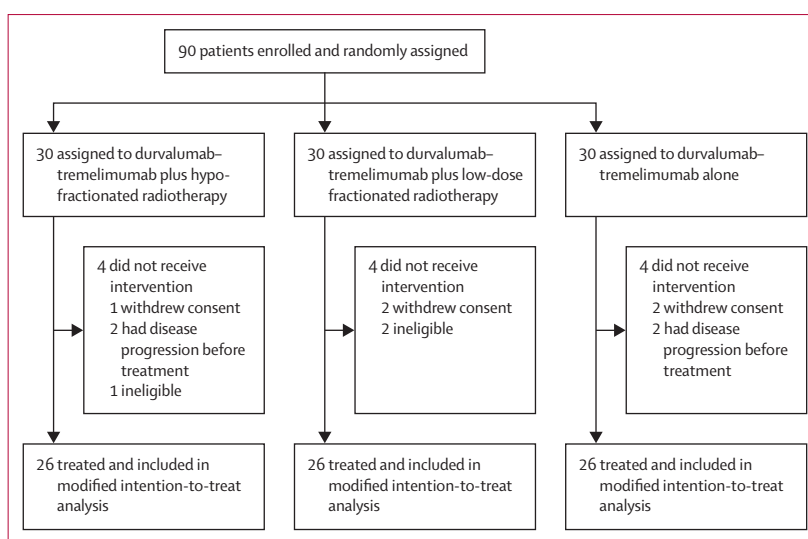 90 patients enrolled and randomly assigned
30 assigned to durvalumab–
tremelimumab plus hypo-
fractionated radiotherapy
30 assigned to durvalumab–
tremelimumab plus low-dose
fractionated radiotherapy
30 assigned to durvalumab–
tremelimumab alone
4 did not receive
intervention
1 withdrew consent
2 had disease
progression before
treatment
1 ineligible
4 did not receive
intervention
2 withdrew consent
2 ineligible
4 did not receive
intervention
2 withdrew consent
2 had disease
progression before
treatment
26 treated and included in
modified intention-to-treat
analysis
26 treated and included in
modified intention-to-treat
analysis
26 treated and included in
modified intention-to-treat
analysis